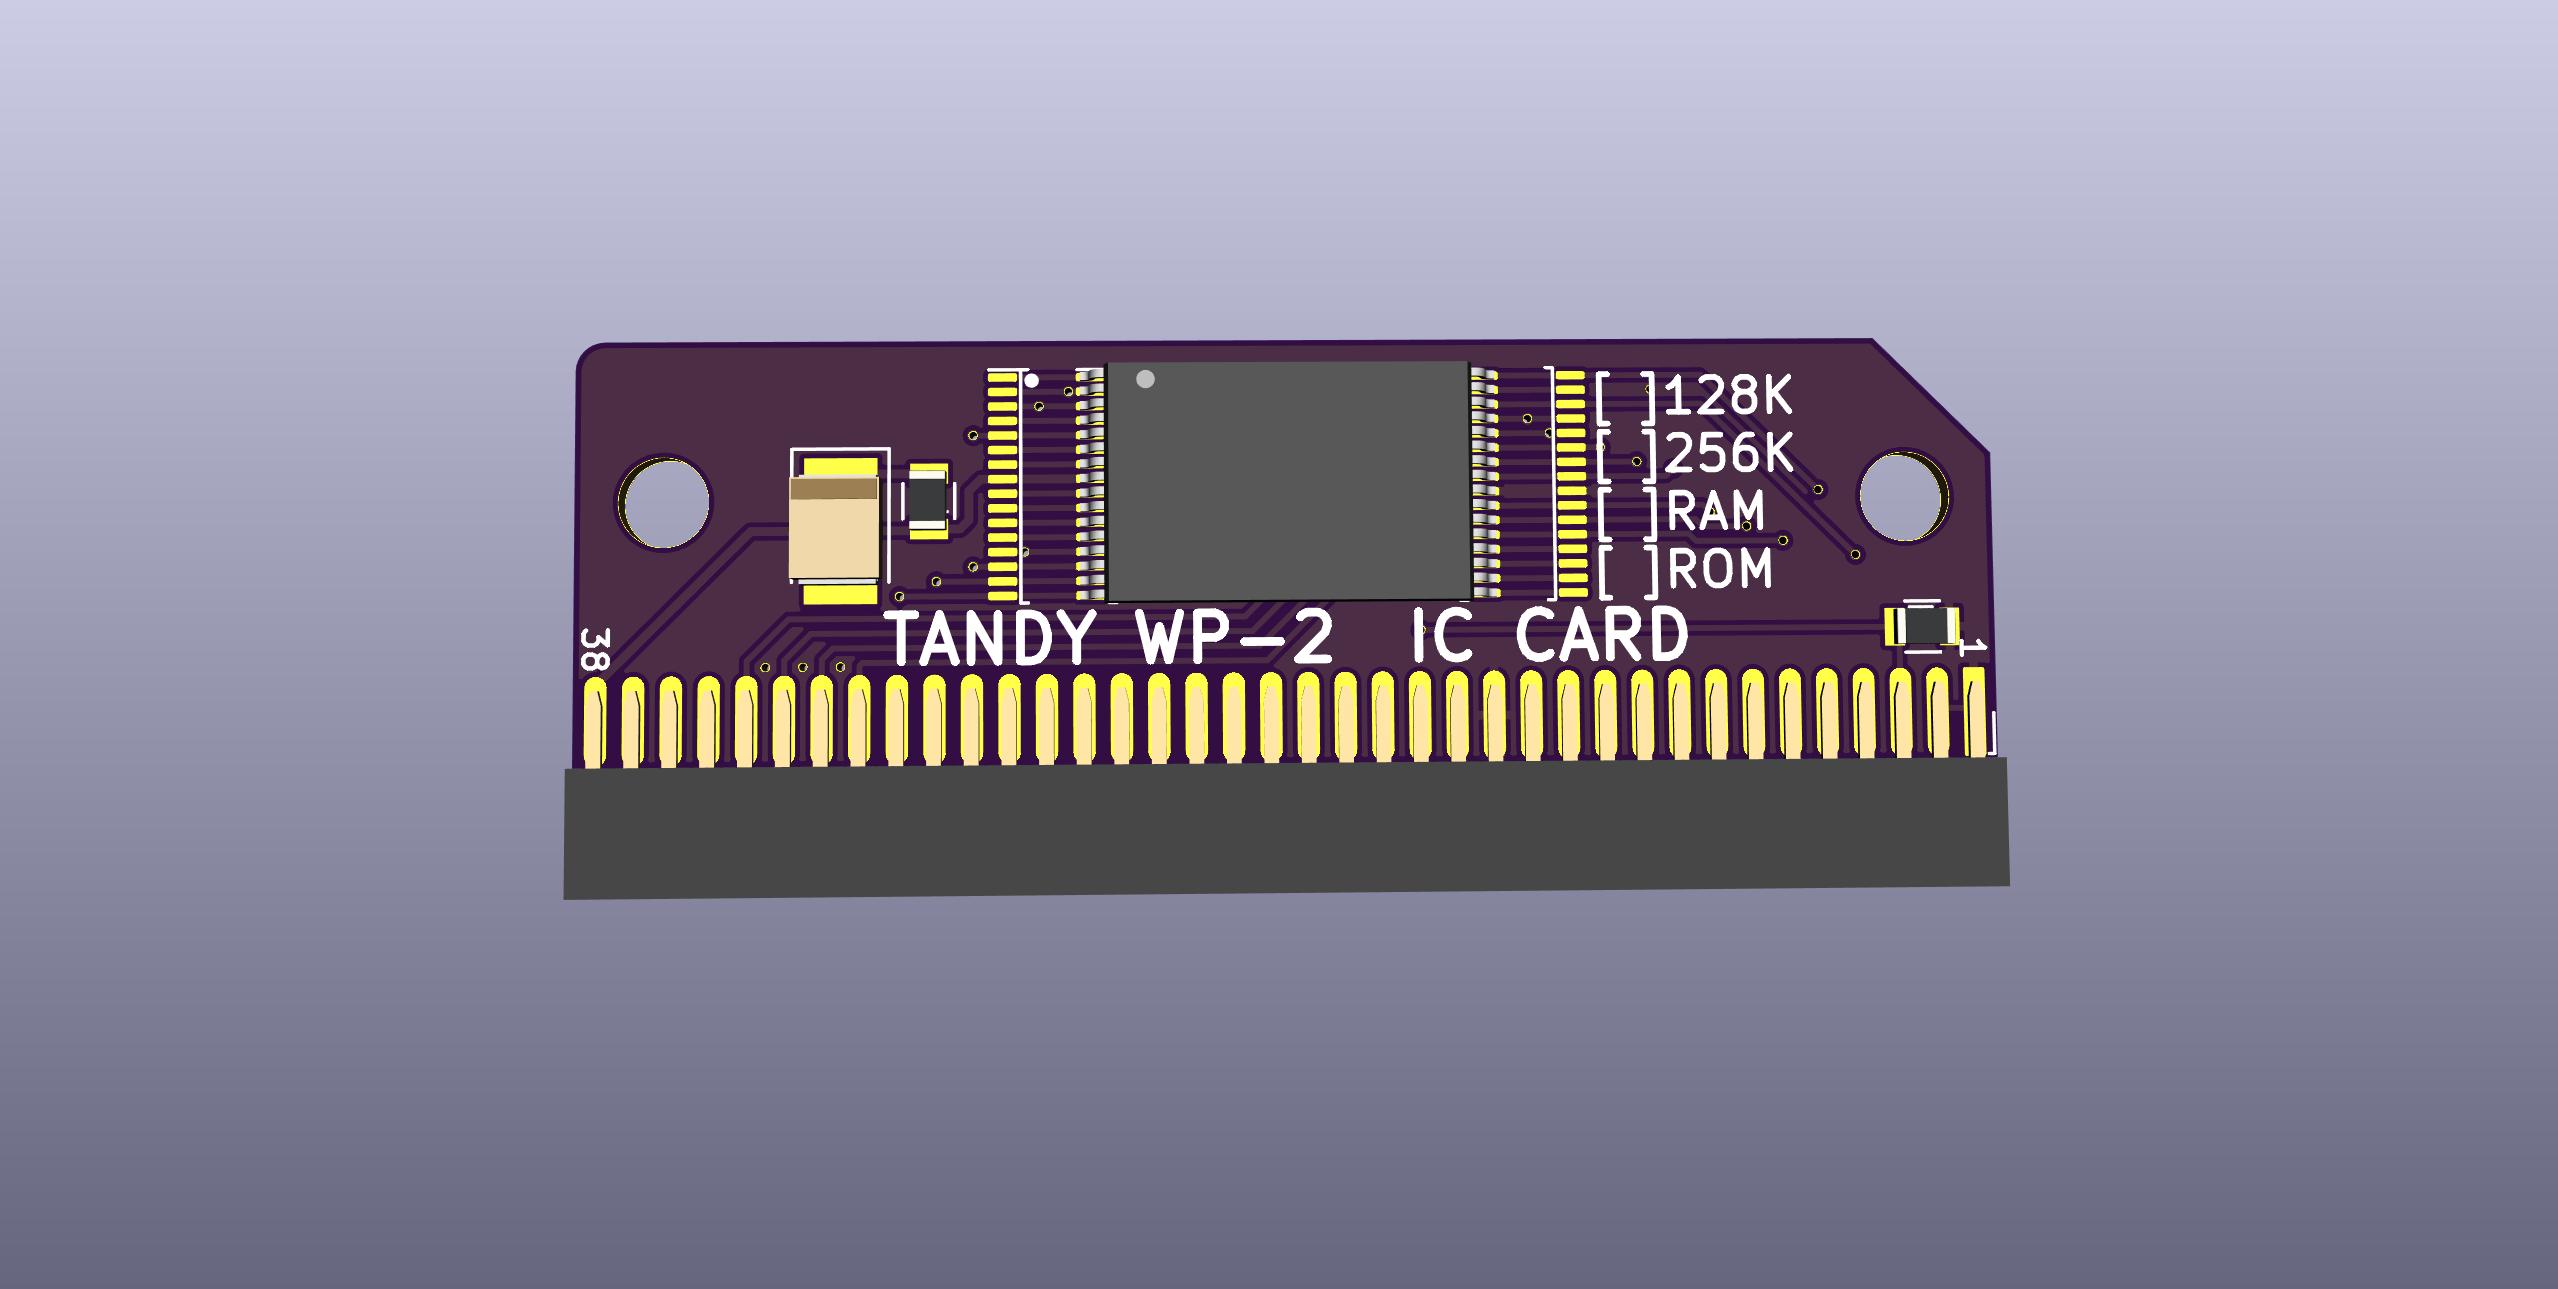 [ ]128K
[ ]256K
[ ]RAM
[ ]ROM
TANDY WP-2 IC CARD
38
1